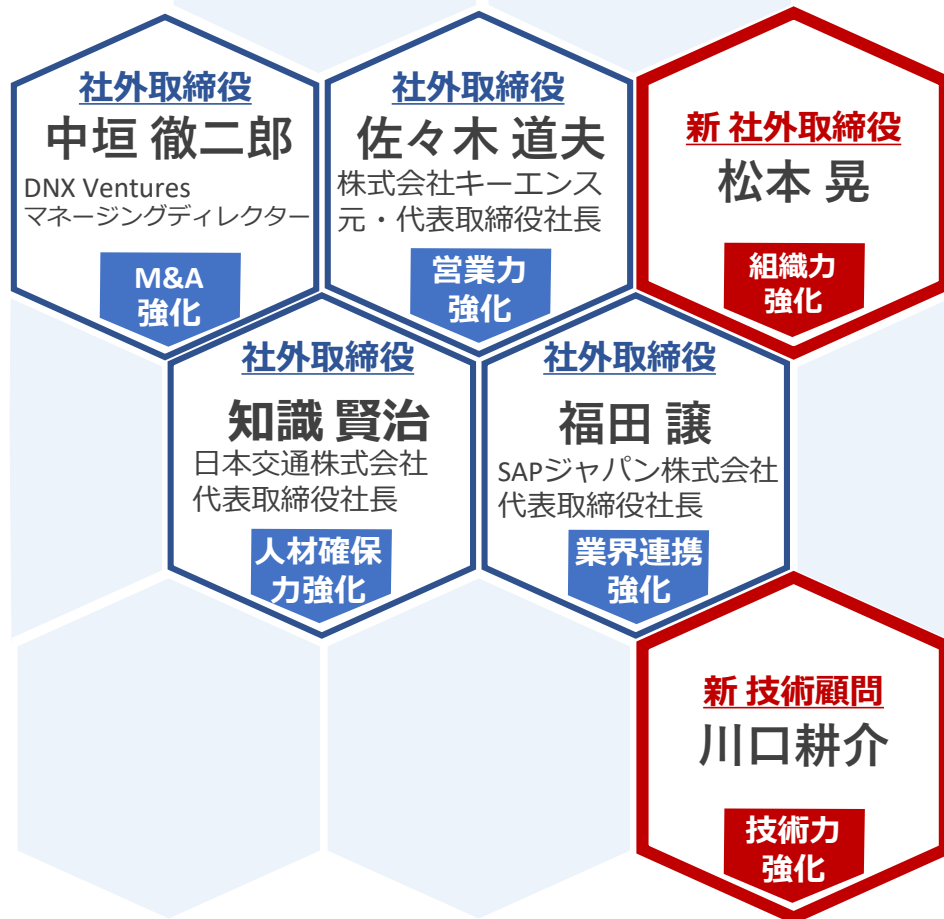 社外取締役
中垣 徹二郎
DNX Ventures
マネージングディレクター
M&A
強化
社外取締役
佐々木 道夫
株式会社キーエンス
元・代表取締役社長
営業力
強化
新 社外取締役
松本 晃
組織力
強化
社外取締役
知識 賢治
日本交通株式会社
代表取締役社長
人材確保
力強化
社外取締役
福田 譲
SAPジャパン株式会社
代表取締役社長
業界連携
強化
新 技術顧問
川口耕介
技術力
強化